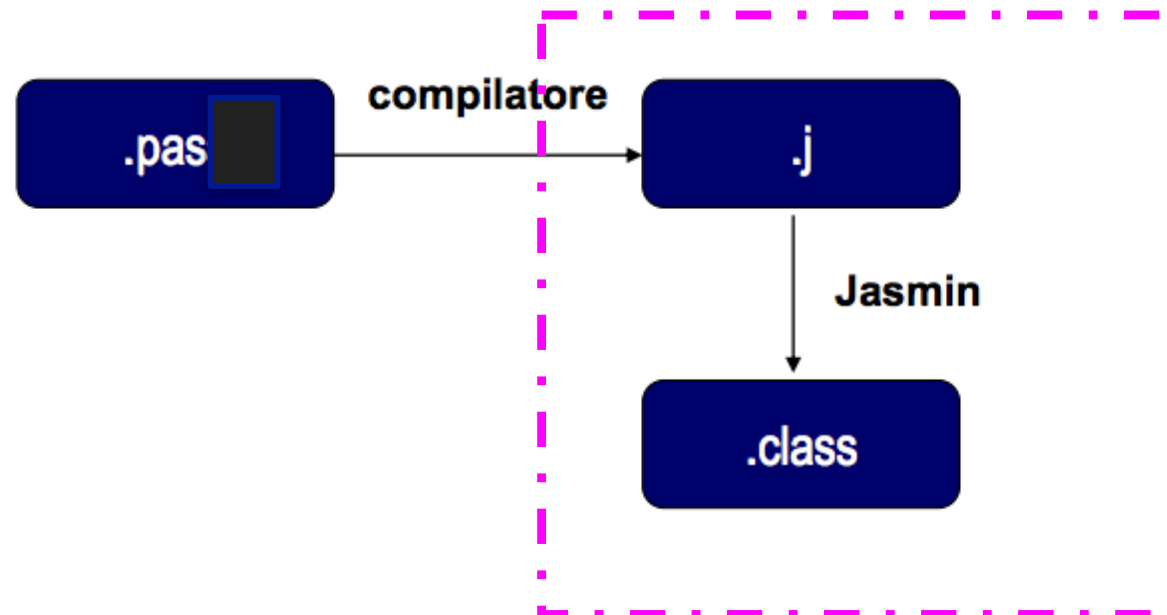 compilatore
.pas
.j
Jasmin
.class